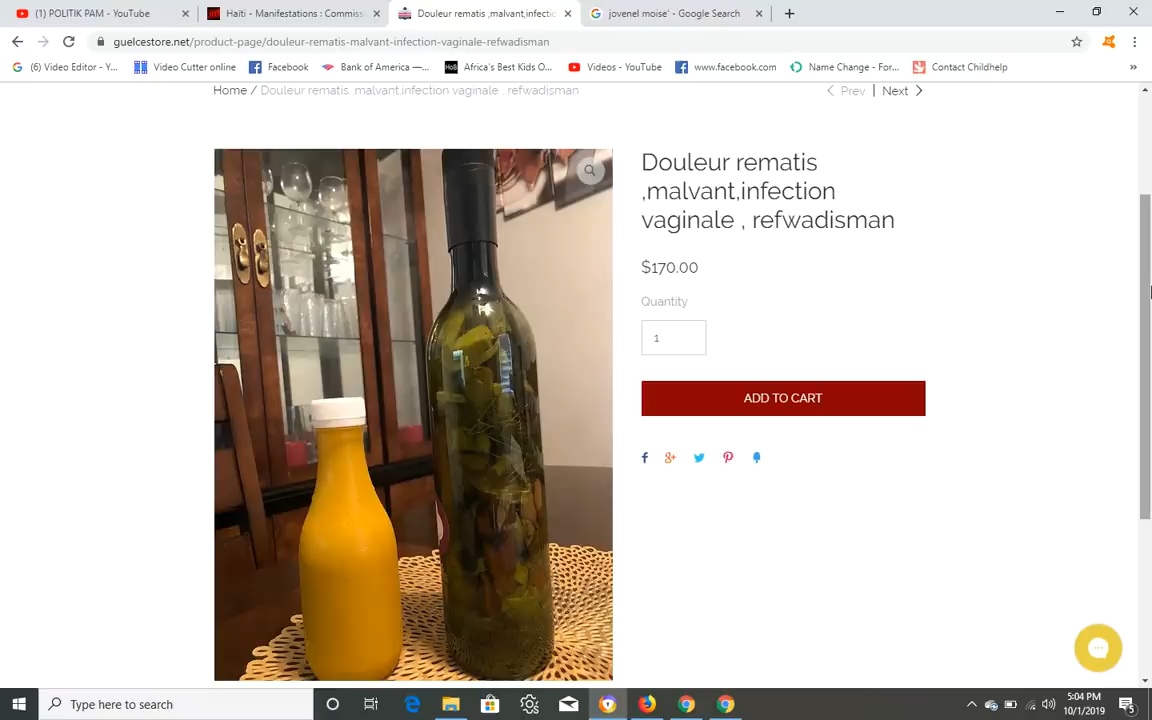 (1) POLITIK PAM - YouTube
Haïti - Manifestations : Commiss
Douleur rematis ,malvant,infectic
jovenel moise' - Google Search
guelcestore.net/product-page/douleur-rematis-malvant-infection-vaginale-refwadisman
(6) Video Editor - Y...
Video Cutter online
Facebook
Bank of America —...
Africa's Best Kids O...
Videos - YouTube
www.facebook.com
Name Change - For...
Contact Childhelp
»
Home / Douleur rematis ,malvant,infection vaginale , refwadisman
Prev | Next
Douleur rematis
,malvant,infection
vaginale , refwadisman
$170.00
Quantity
1
ADD TO CART
Type here to search
5:04 PM
10/1/2019
5